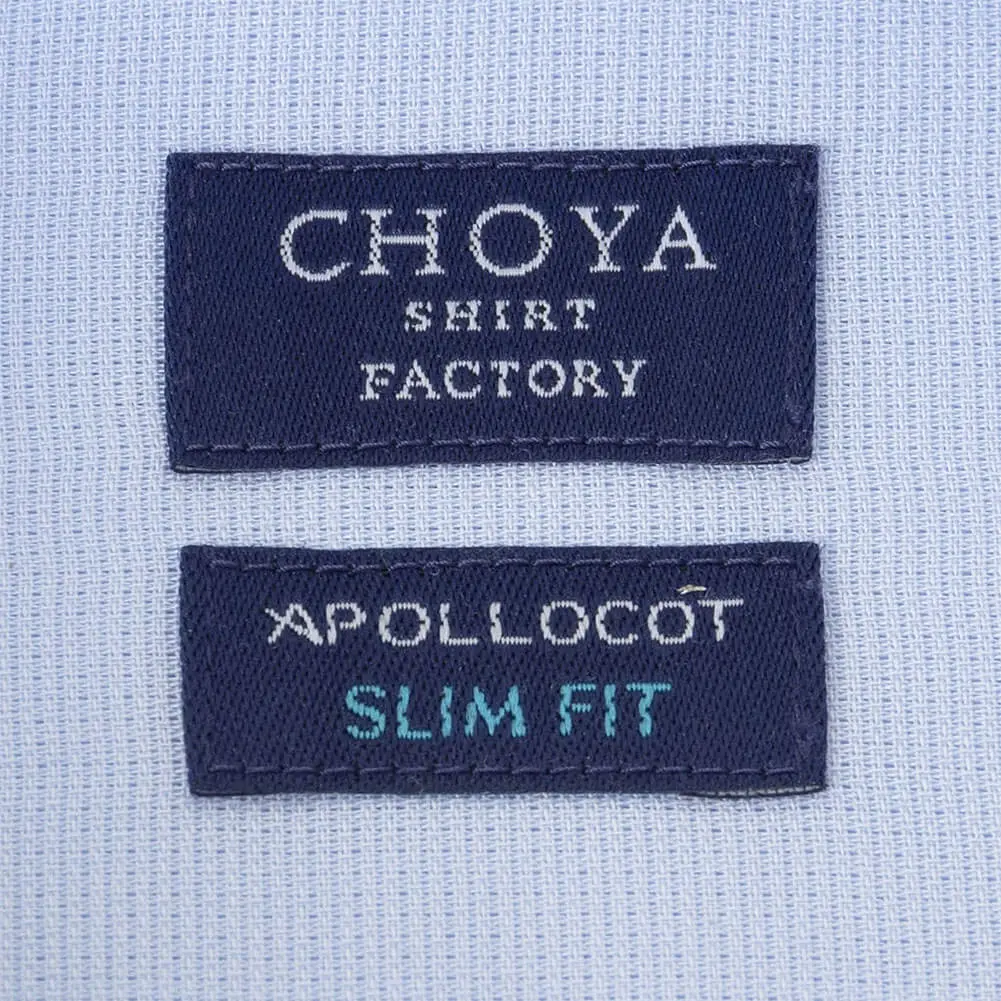 CHOYA
SHIRT
FACTORY
APOLLOCOT
SLIM FIT